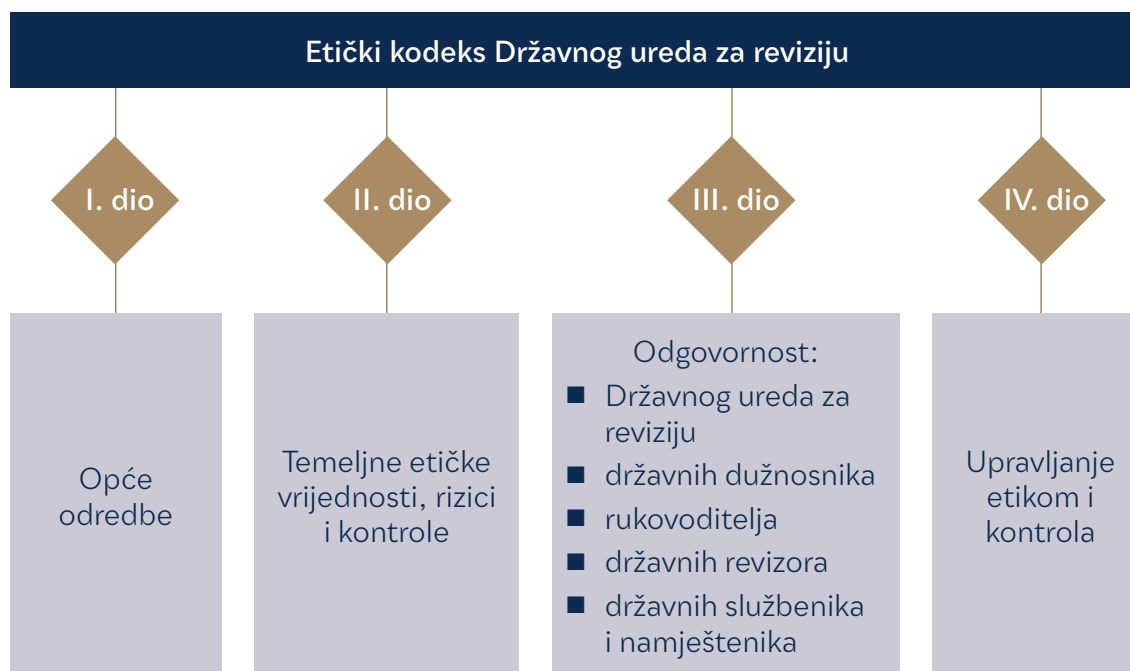 Etički kodeks Državnog ureda za reviziju
I. dio
II. dio
III. dio
IV. dio
Opće
odredbe
Temeljne etičke
vrijednosti, rizici
i kontrole
Odgovornost:
■ Državnog ureda za
reviziju
■ državnih dužnosnika
■ rukovoditelja
■ državnih revizora
■ državnih službenika
i namještenika
Upravljanje
etikom i
kontrola